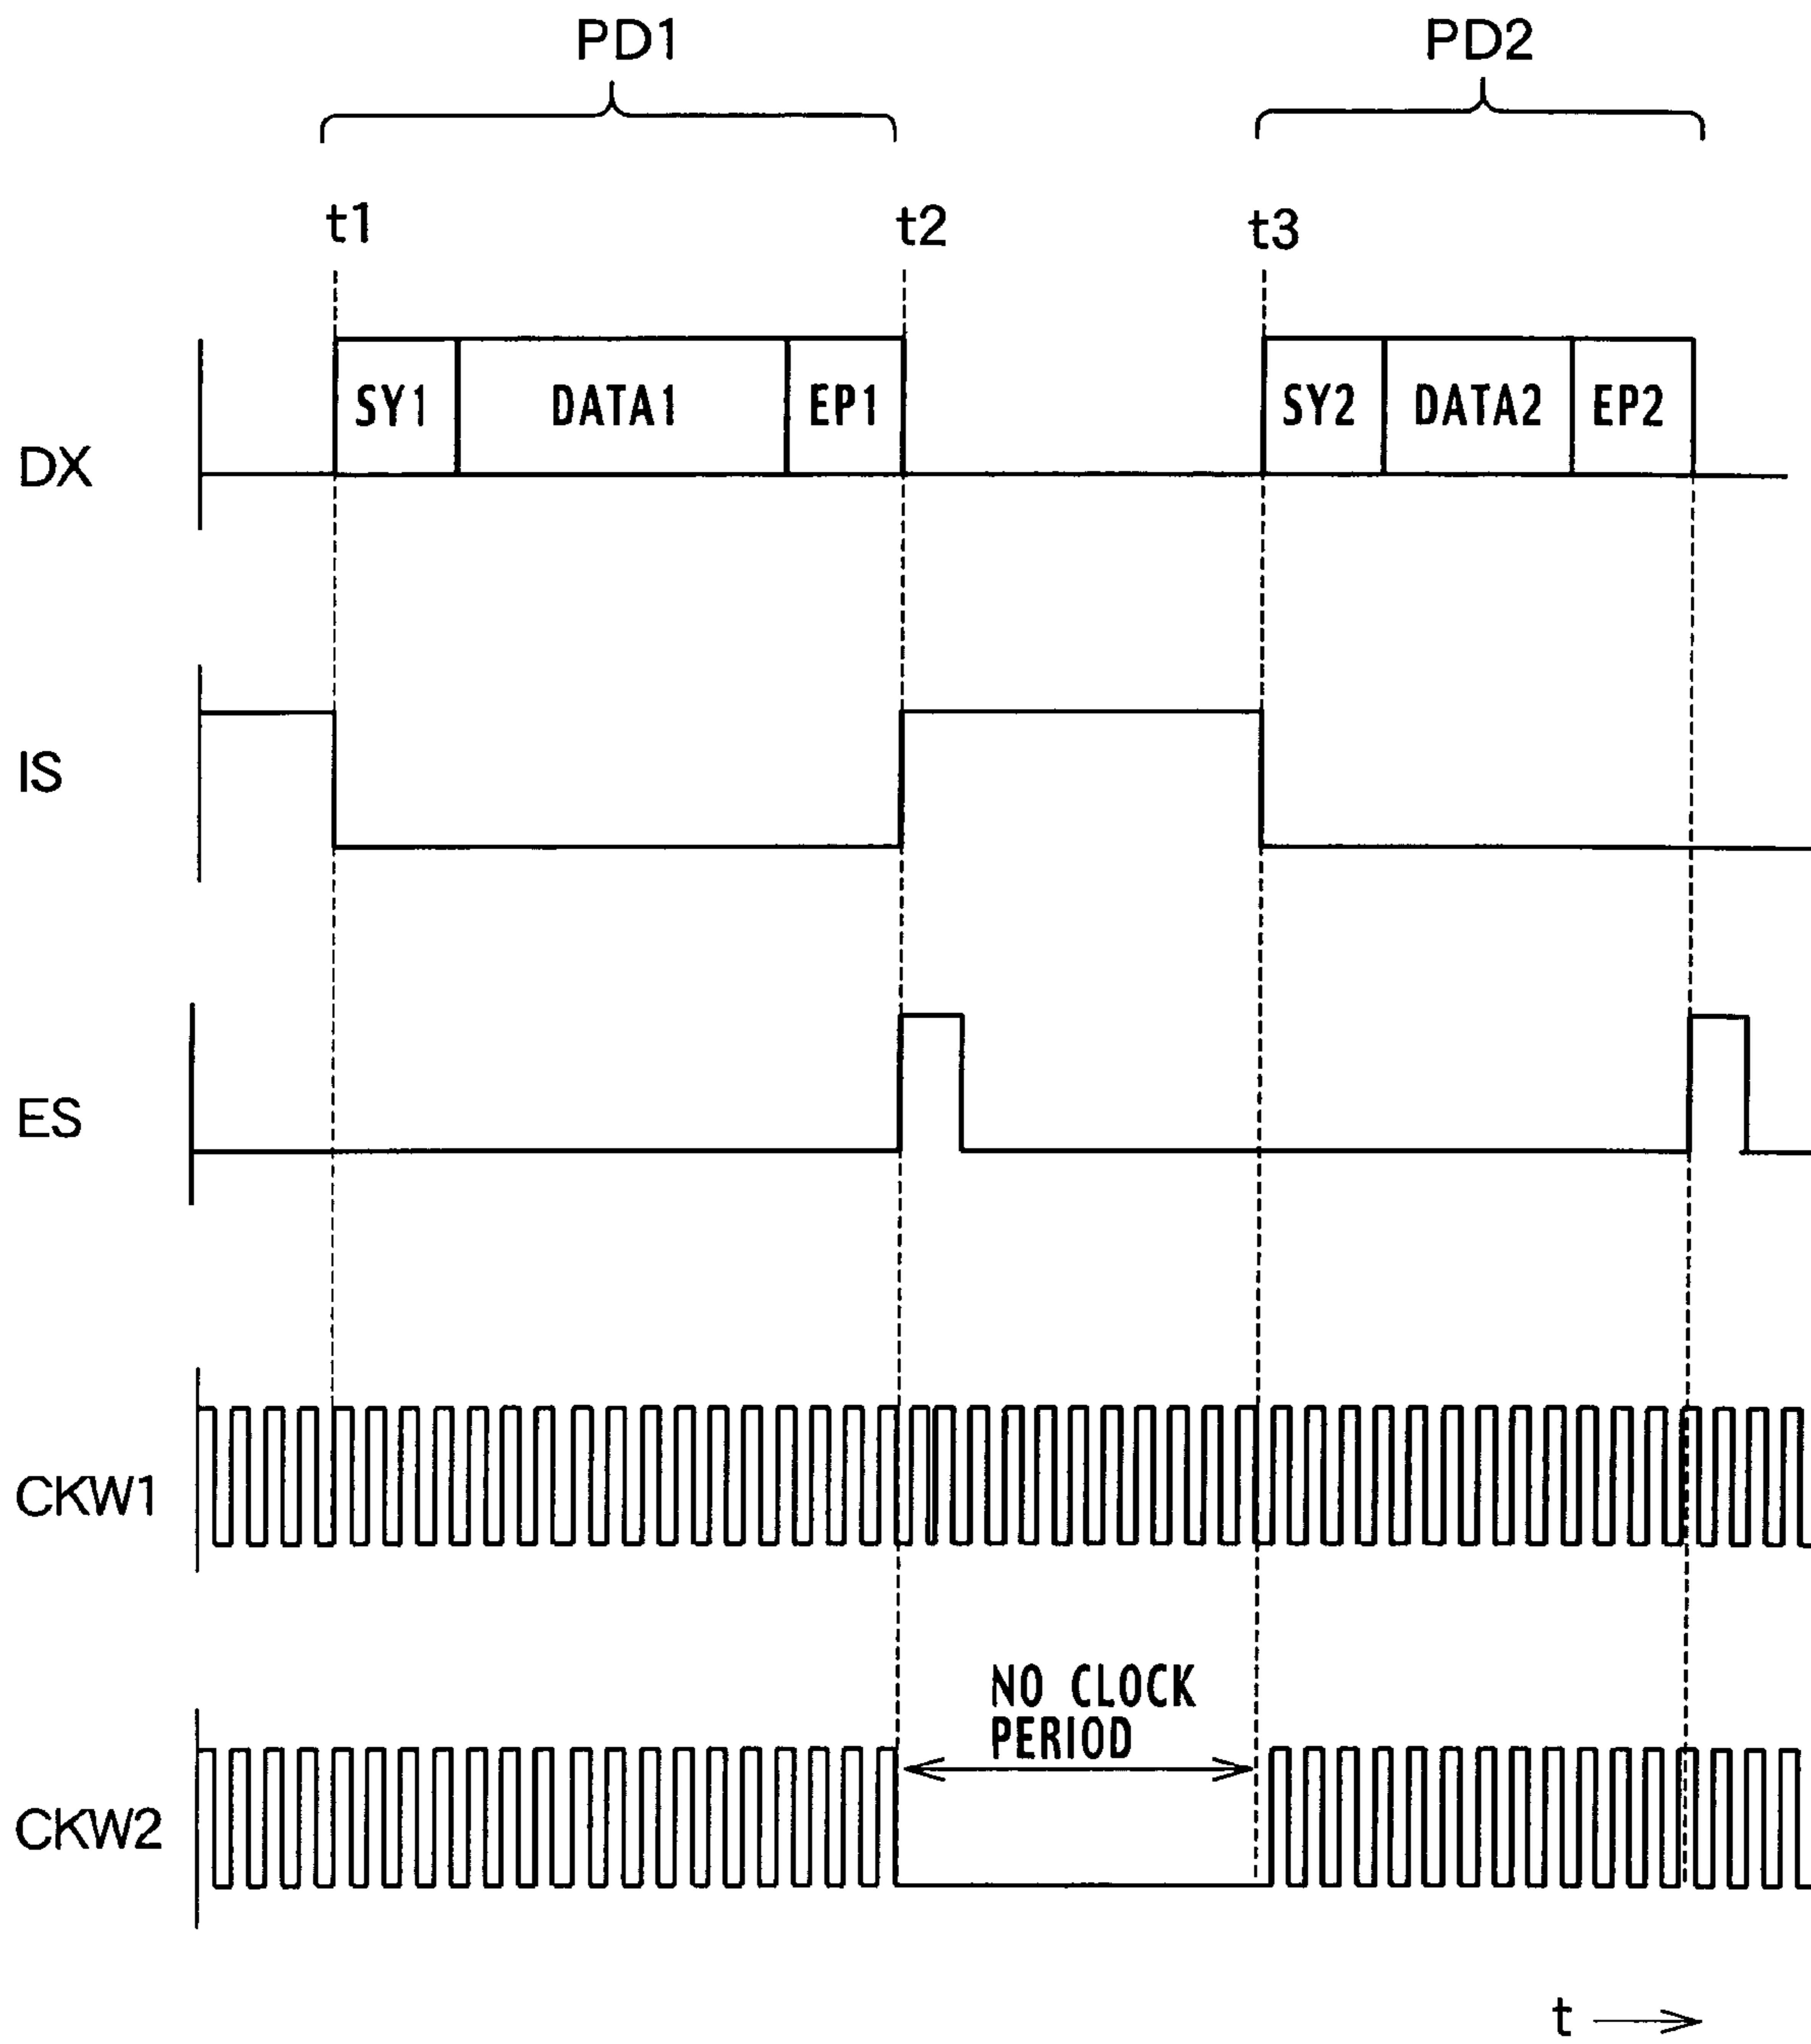 PD1 PD2
t1 t2 t3
DX SY1 DATA1 EP1 SY2 DATA2 EP2
IS
ES
CKW1
NO CLOCK
PERIOD
CKW2
t